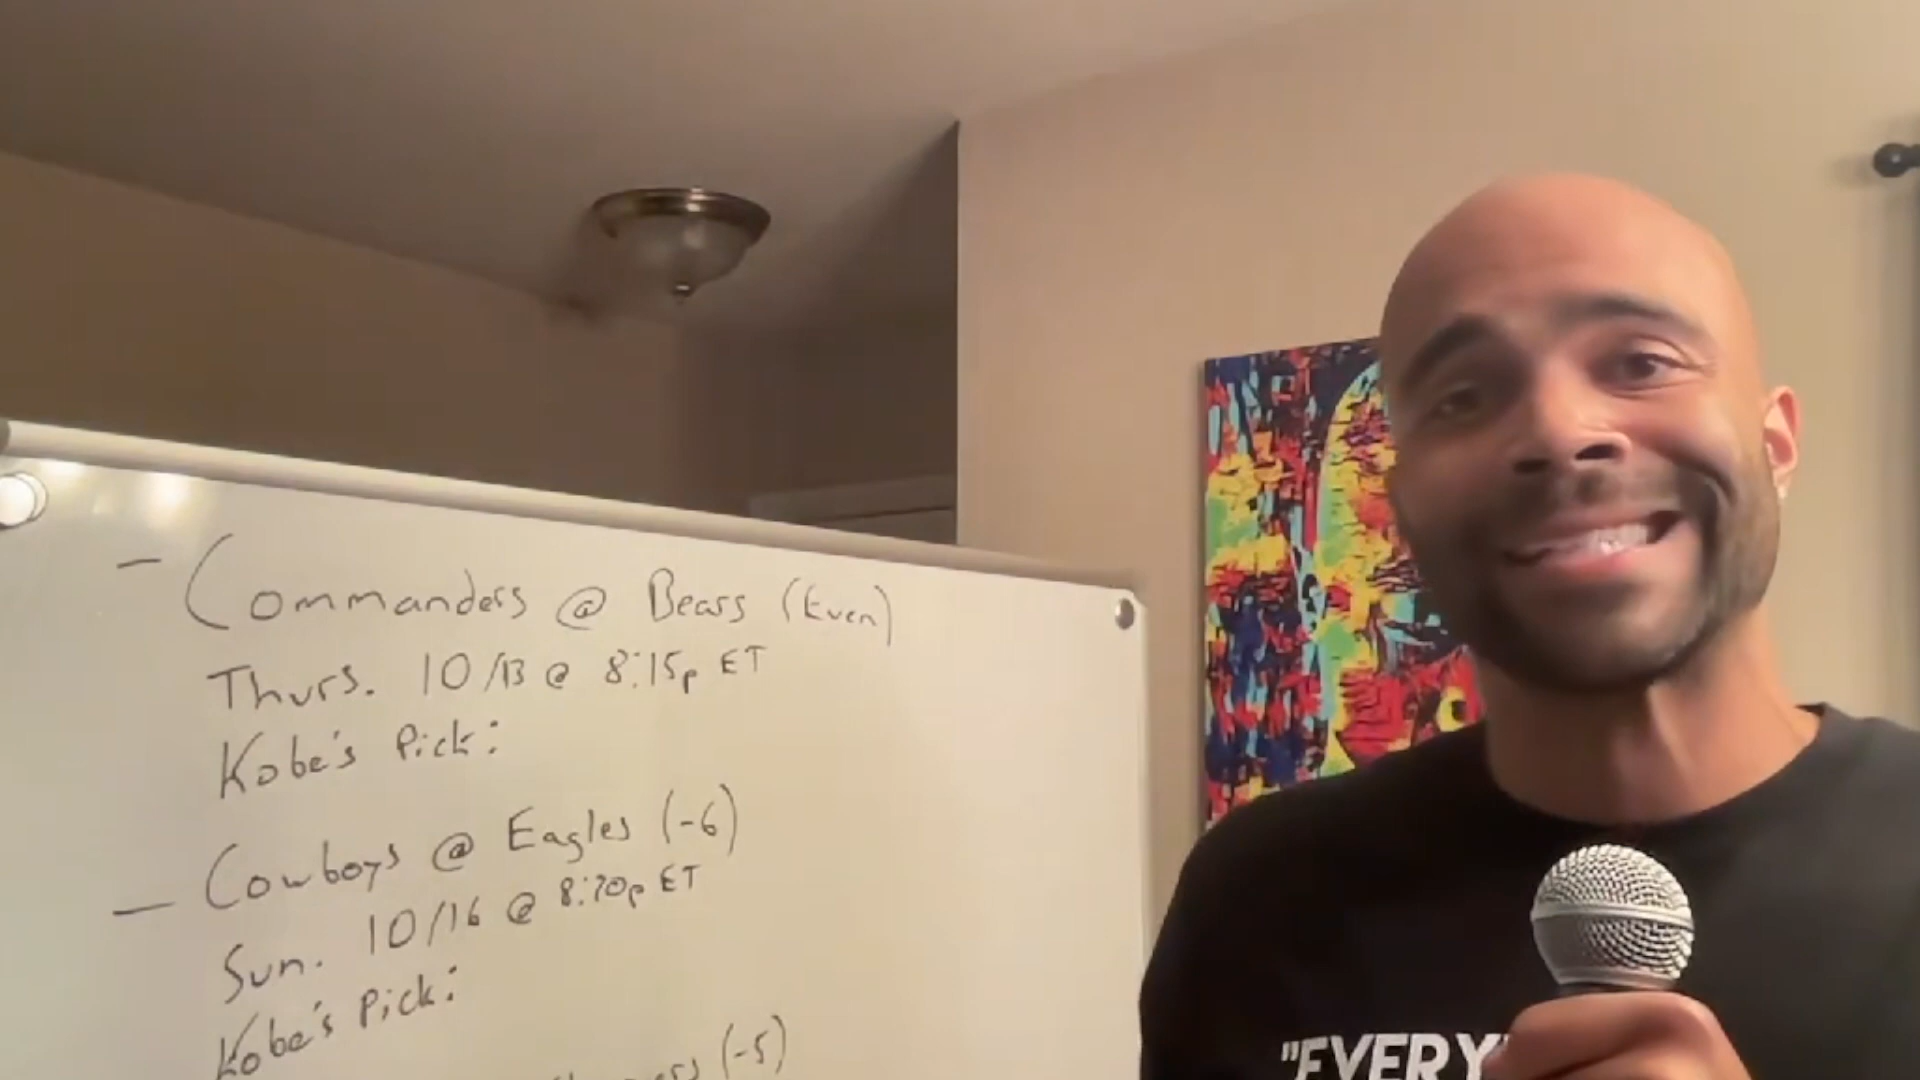 - Commanders @ Bears (Even)
Thurs. 10/13 @ 8:15p ET
Kobe's Pick:
- Cowboys @ Eagles (-6)
Sun. 10/16 @ 8:20p ET
Kobe's Pick:
(-5)
"EVERY